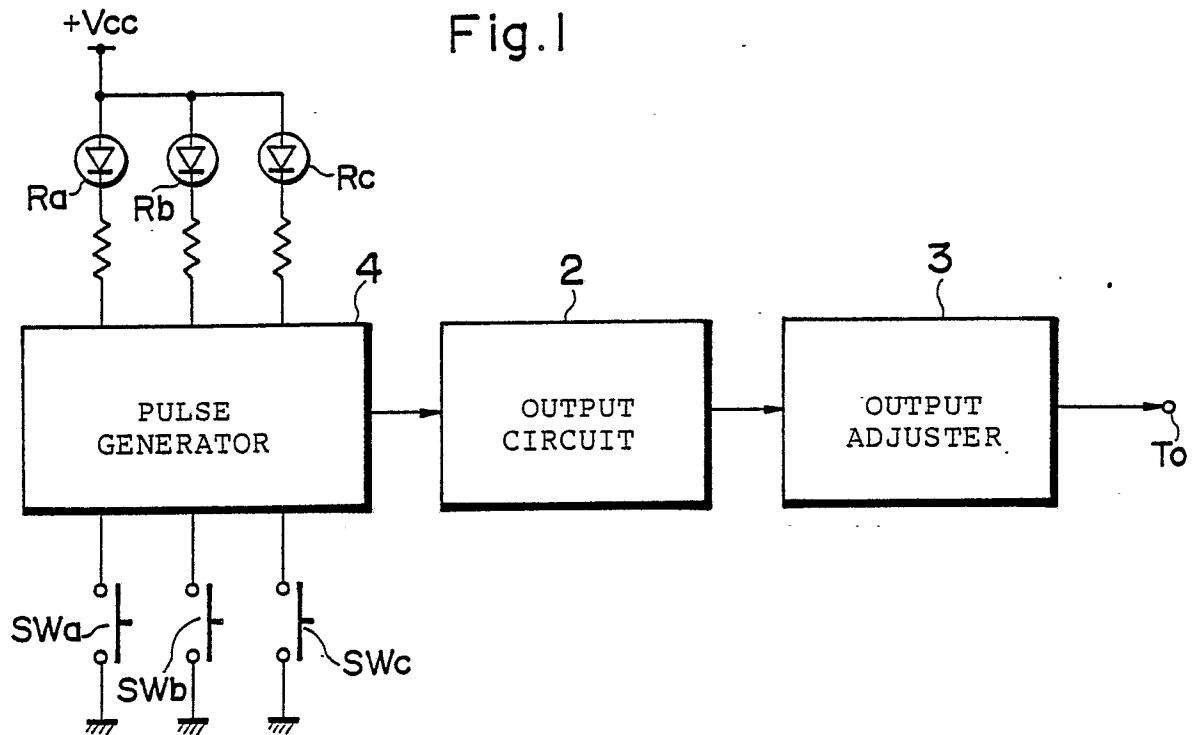 Fig.1
+Vcc
Ra
Rb
Rc
4
2
3
PULSE
GENERATOR
OUTPUT
CIRCUIT
OUTPUT
ADJUSTER
To
SWa
SWb
SWc